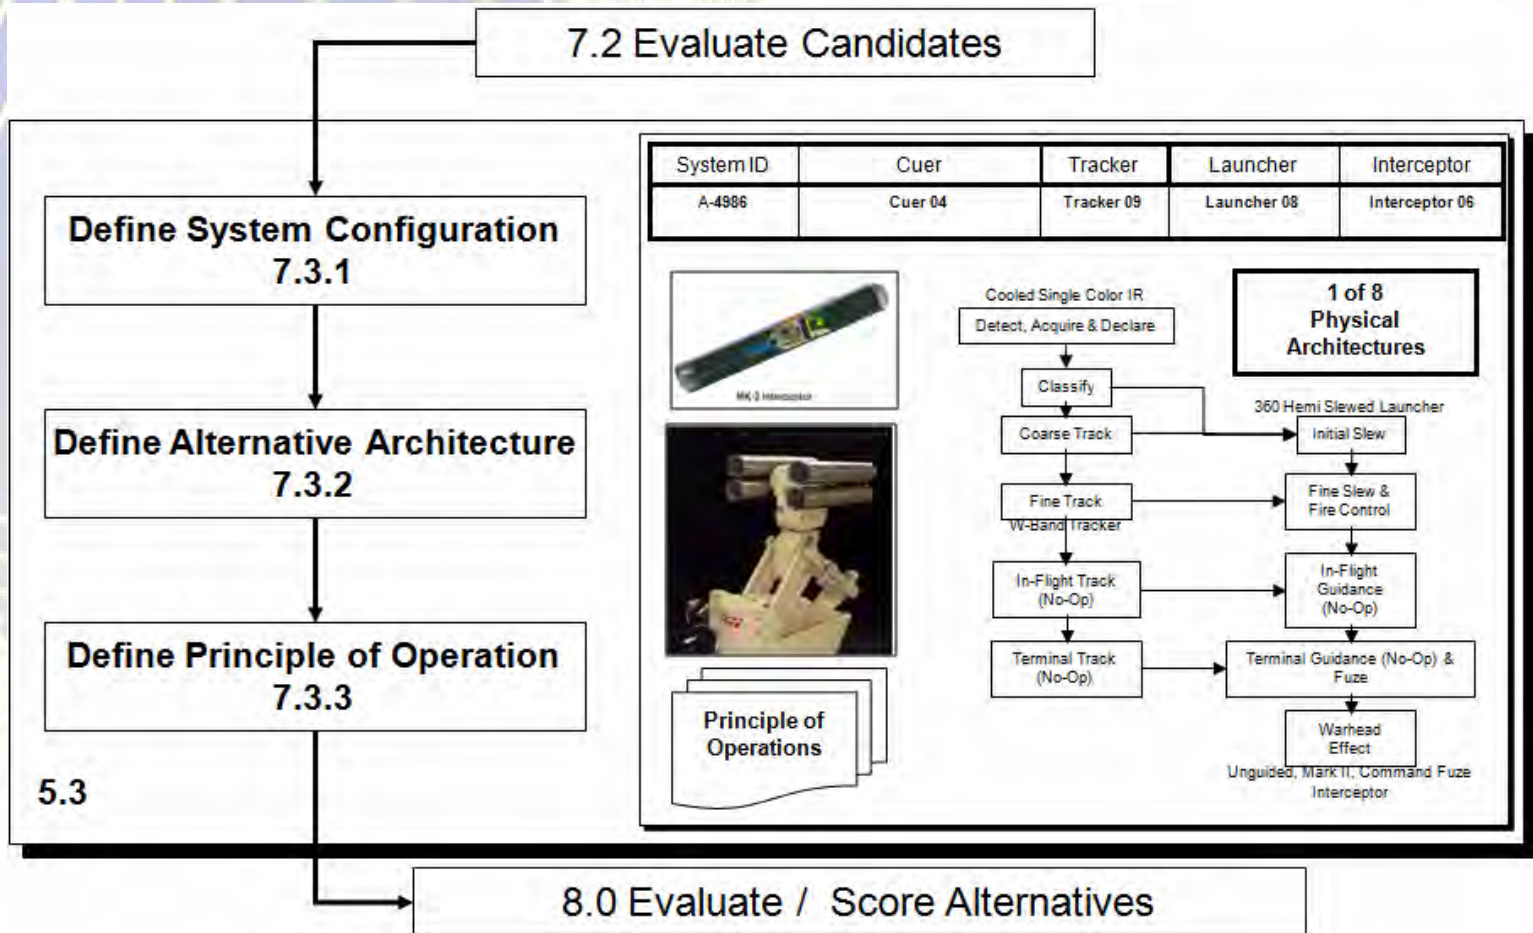 7.2 Evaluate Candidates
Define System Configuration
7.3.1
Define Alternative Architecture
7.3.2
Define Principle of Operation
7.3.3
5.3
System ID Cuer Tracker Launcher Interceptor
A-4986 Cuer 04 Tracker 09 Launcher 08 Interceptor 06
MK-2 Interceptor
Principle of
Operations
Cooled Single Color IR
Detect, Acquire & Declare
Classify
Coarse Track
Fine Track
W-Band Tracker
In-Flight Track
(No-Op)
Terminal Track
(No-Op)
1 of 8
Physical
Architectures
360 Hemi Slewed Launcher
Initial Slew
Fine Slew &
Fire Control
In-Flight
Guidance
(No-Op)
Terminal Guidance (No-Op) &
Fuze
Warhead
Effect
Unguided, Mark II, Command Fuze
Interceptor
8.0 Evaluate / Score Alternatives